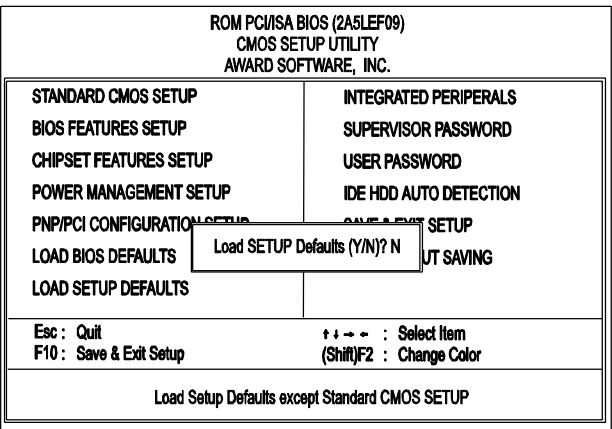 ROM PCI/ISA BIOS (2A5LEF09)
CMOS SETUP UTILITY
AWARD SOFTWARE, INC.
STANDARD CMOS SETUP
BIOS FEATURES SETUP
CHIPSET FEATURES SETUP
POWER MANAGEMENT SETUP
PNP/PCI CONFIGURATION SETUP
LOAD BIOS DEFAULTS
LOAD SETUP DEFAULTS
INTEGRATED PERIPERALS
SUPERVISOR PASSWORD
USER PASSWORD
IDE HDD AUTO DETECTION
SAVE & EXIT SETUP
UT SAVING
Load SETUP Defaults (Y/N)? N
Esc : Quit
F10 : Save & Exit Setup
↑ ↓ → ← : Select Item
(Shift)F2 : Change Color
Load Setup Defaults except Standard CMOS SETUP